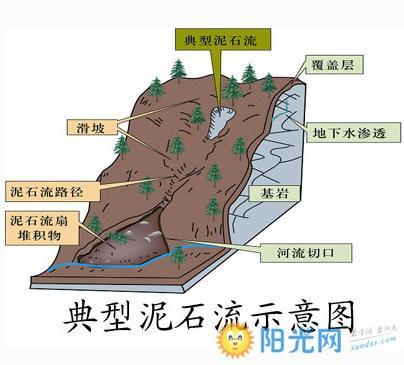 典型泥石流
覆盖层
滑坡
地下水渗透
泥石流路径
基岩
泥石流扇
堆积物
河流切口
典型泥石流示意图
阳光网
sundxs.com